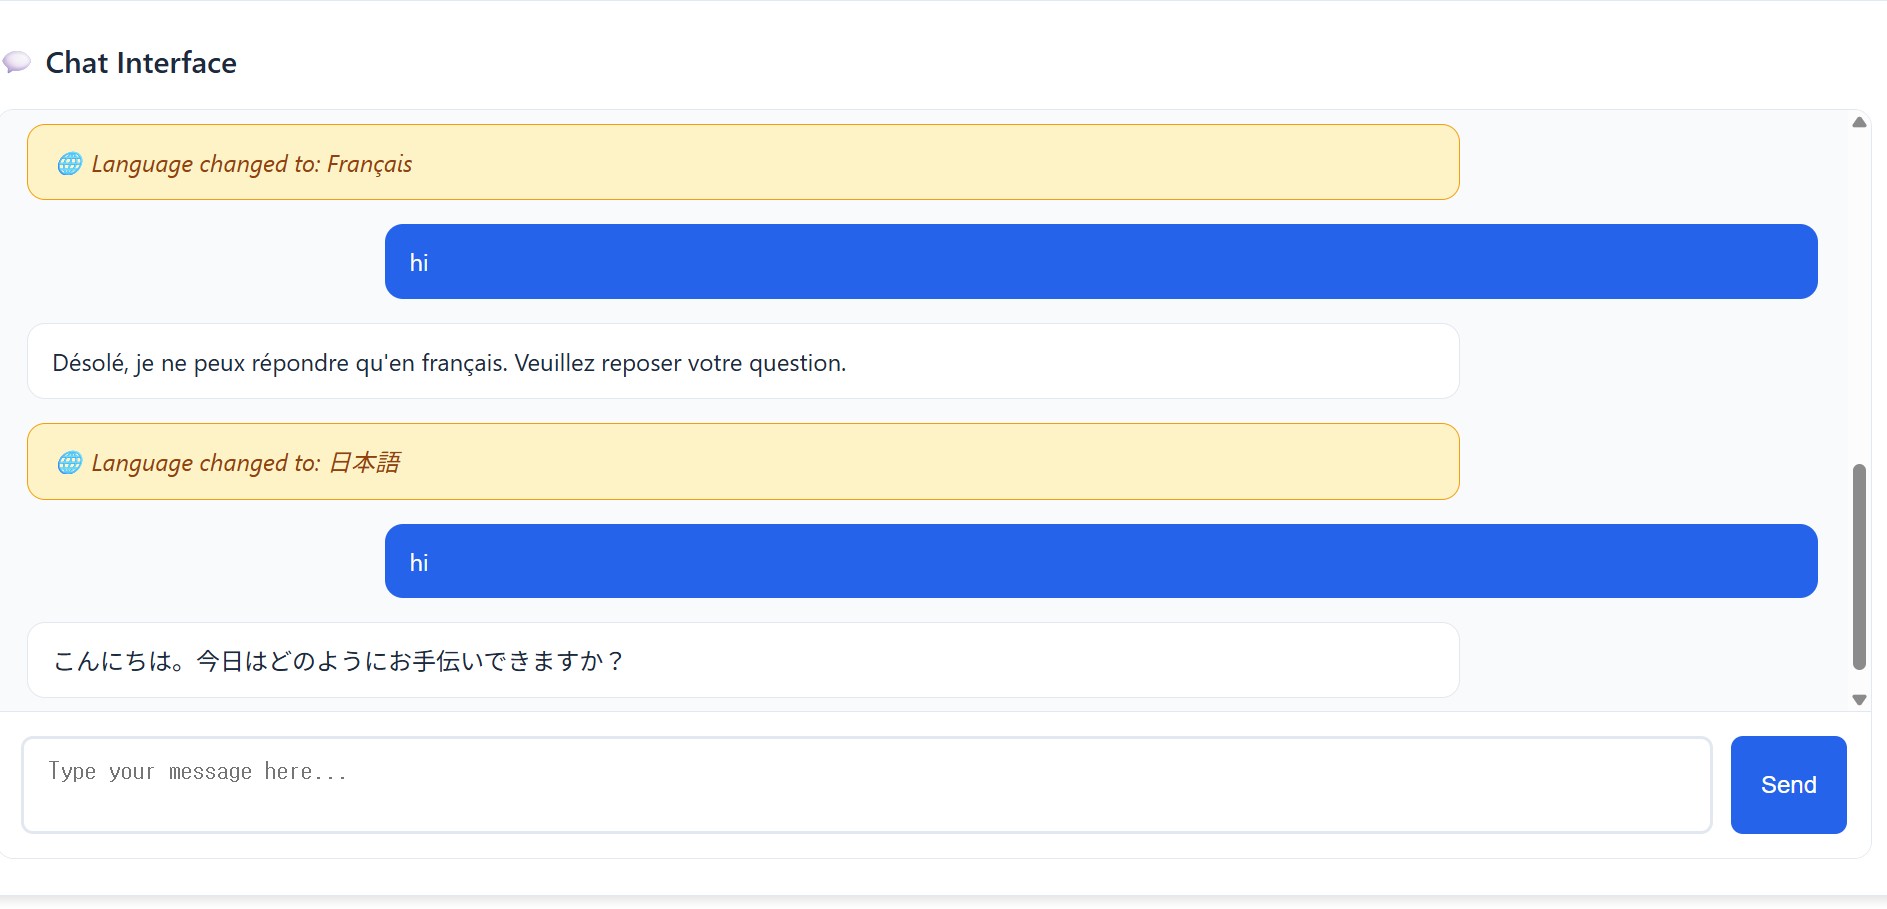 💬 Chat Interface
🌐 Language changed to: Français
hi
Désolé, je ne peux répondre qu'en français. Veuillez reposer votre question.
🌐 Language changed to: 日本語
hi
こんにちは。今日はどのようにお手伝いできますか？
Type your message here...
Send